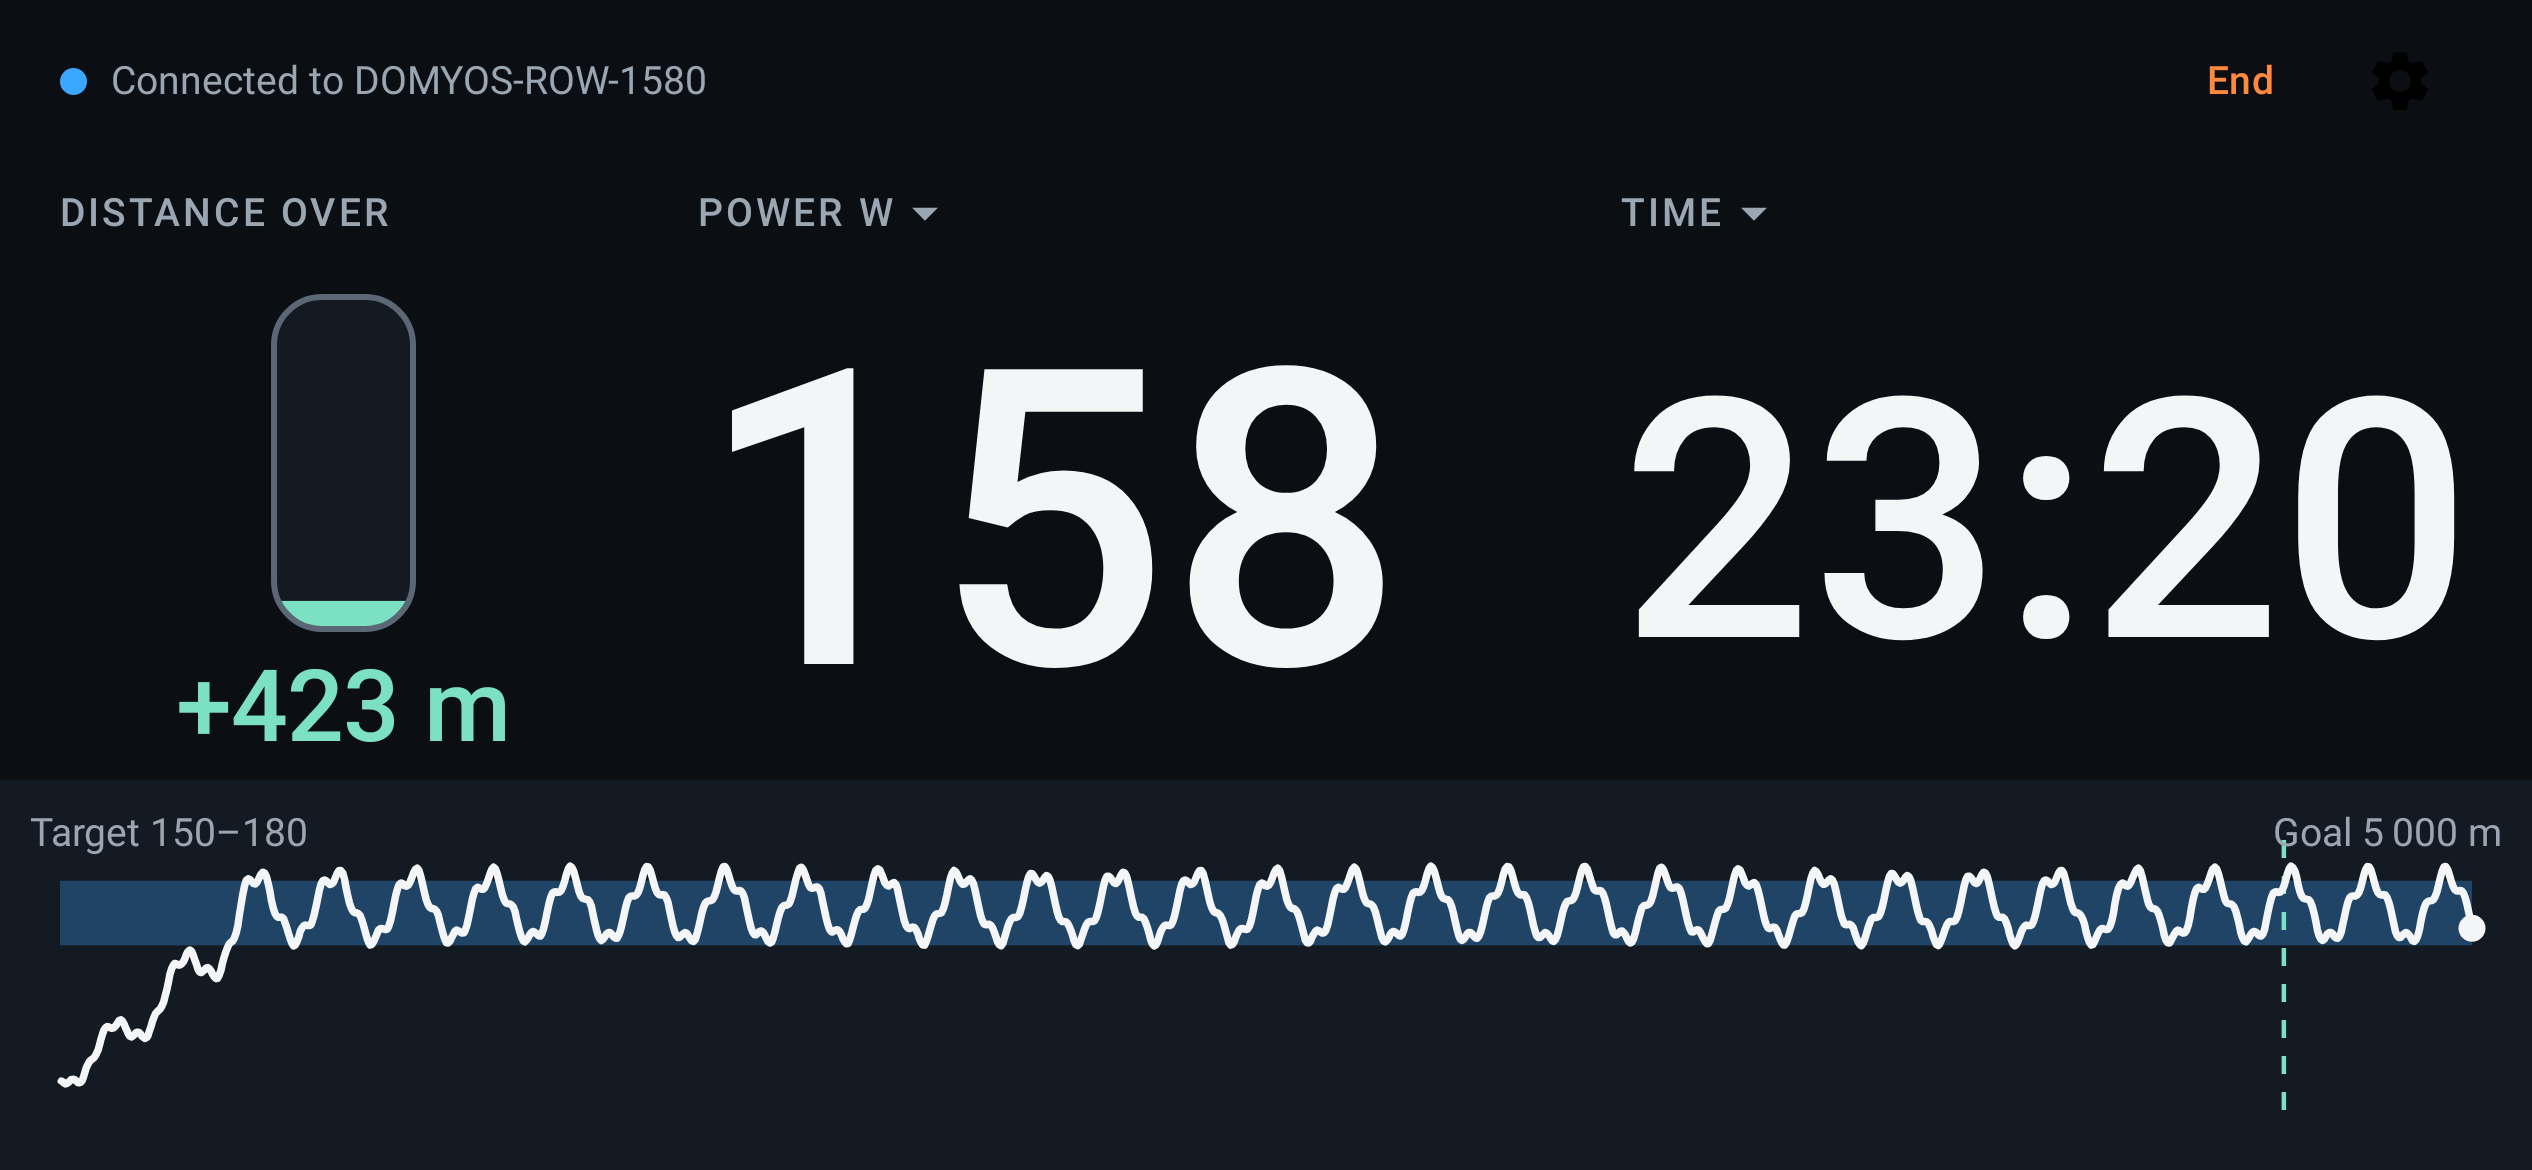 Connected to DOMYOS-ROW-1580
End
DISTANCE OVER
POWER W
TIME
158
23:20
+423 m
Target 150–180
Goal 5 000 m